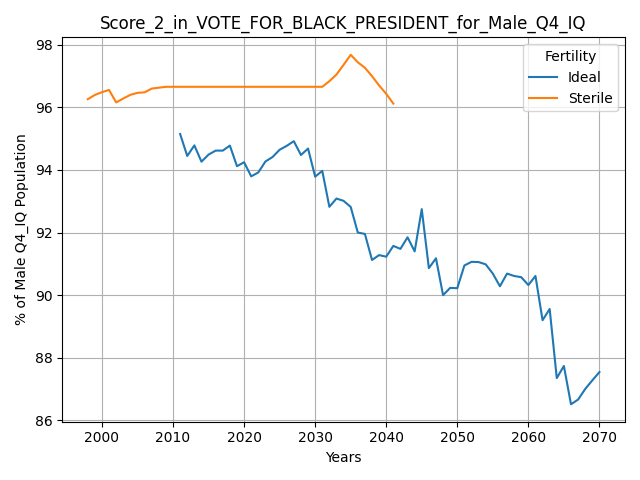 Score_2_in_VOTE_FOR_BLACK_PRESIDENT_for_Male_Q4_IQ
98
96
94
92
90
88
86
% of Male Q4_IQ Population
Fertility
Ideal
Sterile
2000 2010 2020 2030 2040 2050 2060 2070
Years